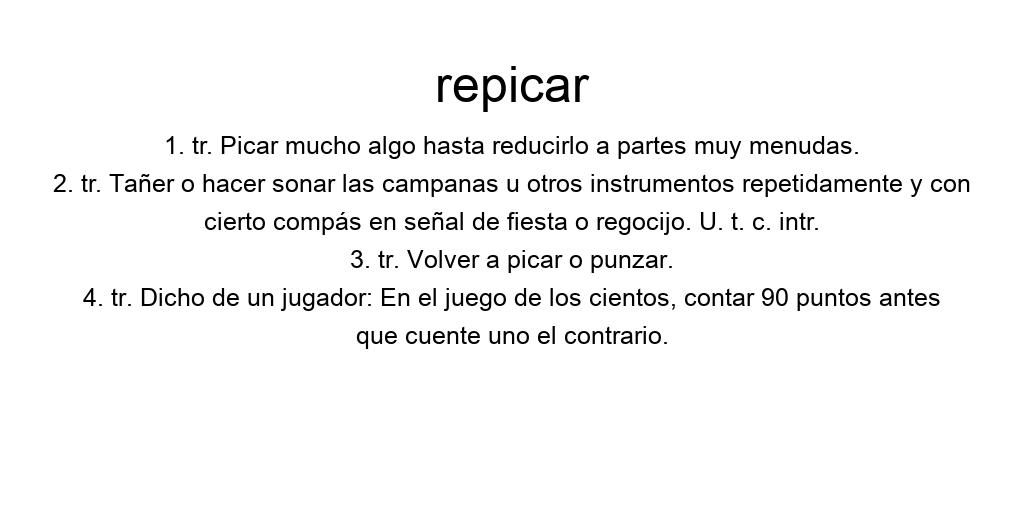 repicar
1. tr. Picar mucho algo hasta reducirlo a partes muy menudas.
2. tr. Tañer o hacer sonar las campanas u otros instrumentos repetidamente y con
cierto compás en señal de fiesta o regocijo. U. t. c. intr.
3. tr. Volver a picar o punzar.
4. tr. Dicho de un jugador: En el juego de los cientos, contar 90 puntos antes
que cuente uno el contrario.